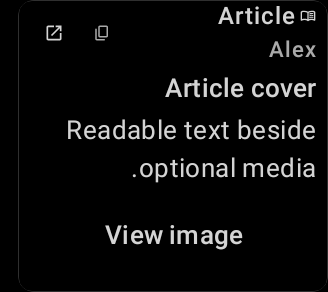 Article
Alex
Article cover
Readable text beside
.optional media
View image